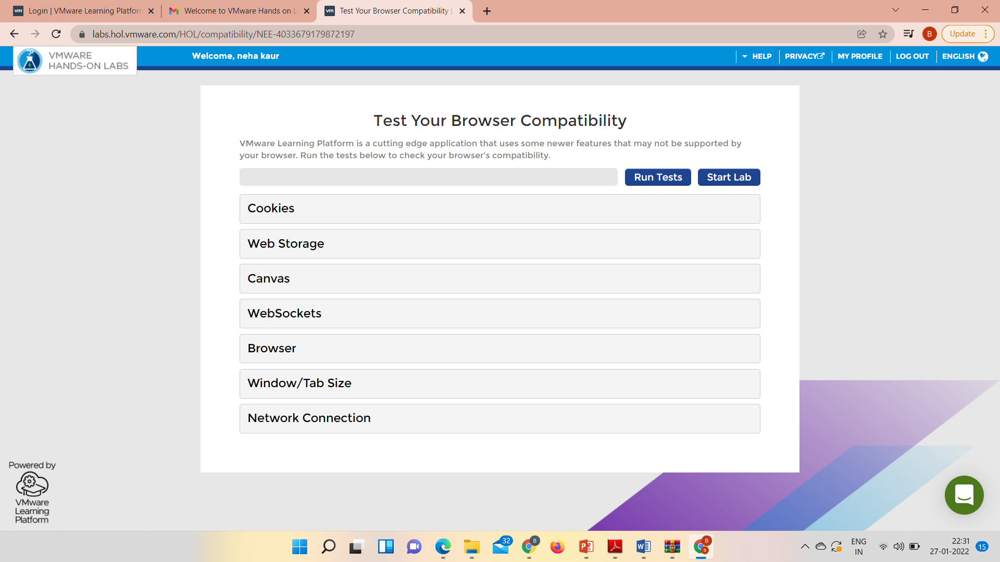 Login | VMware Learning Platform
Welcome to VMware Hands on L
Test Your Browser Compatibility |
labs.hol.vmware.com/HOL/compatibility/NEE-4033679179872197
B
Update
VMWARE
HANDS-ON LABS
Welcome, neha kaur
HELP
PRIVACY
MY PROFILE
LOG OUT
ENGLISH
Test Your Browser Compatibility
VMware Learning Platform is a cutting edge application that uses some newer features that may not be supported by
your browser. Run the tests below to check your browser's compatibility.
Run Tests
Start Lab
Cookies
Web Storage
Canvas
WebSockets
Browser
Window/Tab Size
Network Connection
Powered by
VMware
Learning
Platform
32
B
B
B
ENG
IN
22:31
27-01-2022
15